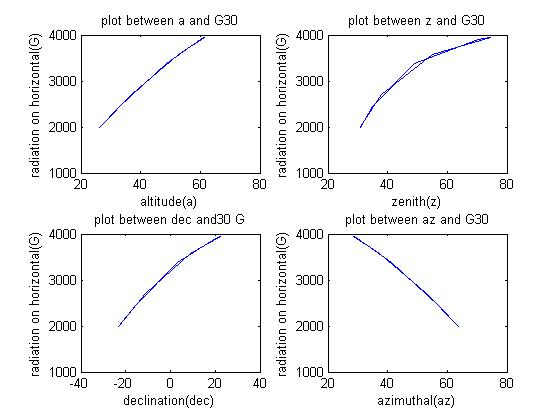 plot between a and G30
4000
3000
2000
1000
20
40
60
80
radiation on horizontal(G)
altitude(a)
plot between z and G30
4000
3000
2000
1000
20
40
60
80
radiation on horizontal(G)
zenith(z)
plot between dec and30 G
4000
3000
2000
1000
-40
-20
0
20
40
radiation on horizontal(G)
declination(dec)
plot between az and G30
4000
3000
2000
1000
20
40
60
80
radiation on horizontal(G)
azimuthal(az)